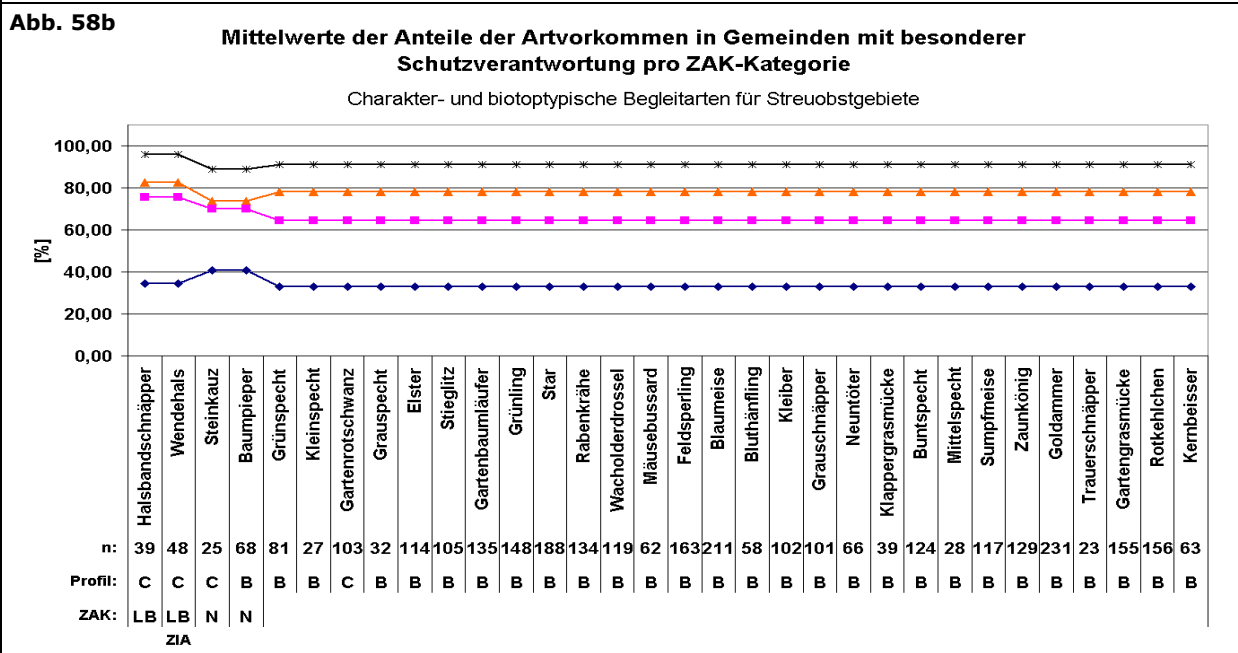 Abb. 58b
Mittelwerte der Anteile der Artvorkommen in Gemeinden mit besonderer
Schutzverantwortung pro ZAK-Kategorie
Charakter- und biotoptypische Begleitarten für Streuobstgebiete
[%]
100,00
80,00
60,00
40,00
20,00
0,00
Halsbandschnäpper
Wendehals
Steinkauz
Baumpieper
Grünspecht
Kleinspecht
Gartenrotschwanz
Grauspecht
Elster
Stieglitz
Gartenbaumläufer
Grünling
Star
Rabenkrähe
Wacholderdrossel
Mäusebussard
Feldsperling
Blaumeise
Bluthänfling
Kleiber
Grauschnäpper
Neuntöter
Klappergrasmücke
Buntspecht
Mittelspecht
Sumpfmeise
Zaunkönig
Goldammer
Trauerschnäpper
Gartengrasmücke
Rotkehlchen
Kernbeisser
n: 39 48 25 68 81 27 103 32 114 105 135 148 188 134 119 62 163 211 58 102 101 66 39 124 28 117 129 231 23 155 156 63
Profil: C C C B B B C B B B B B B B B B B B B B B B B B B B B B B B B B
ZAK: LB LB N N
ZIA